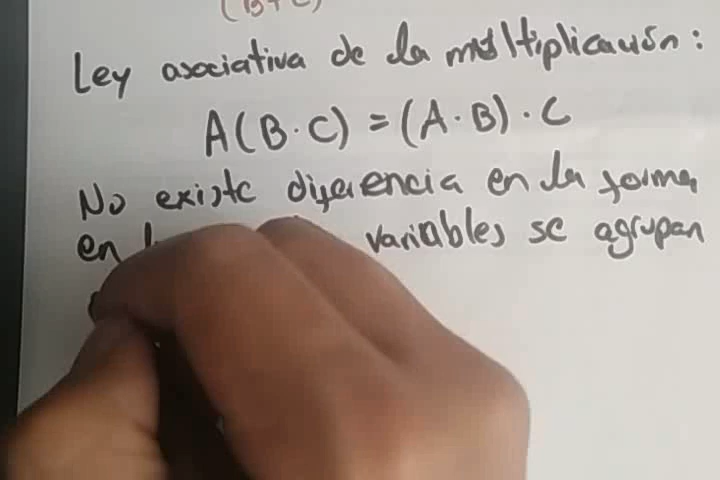 (B+C)
Ley asociativa de la multiplicación:
A(B·C) = (A·B)·C
No existe diferencia en la forma
en variables se agrupan